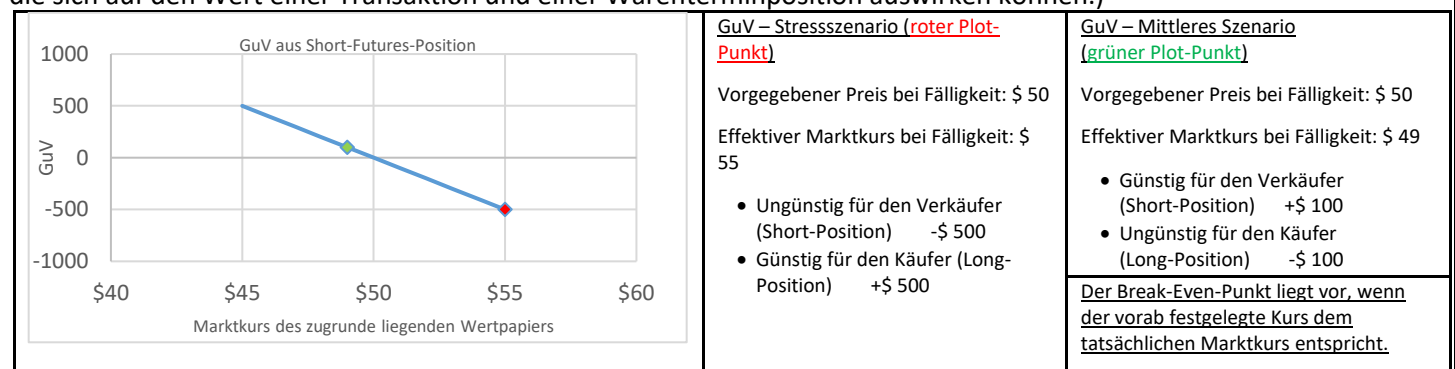 die sich auf den Wert einer Transaktion und einer Warenterminposition auswirken können.)
GuV aus Short-Futures-Position
1000
500
0
-500
-1000
GuV
$40 $45 $50 $55 $60
Marktkurs des zugrunde liegenden Wertpapiers
GuV – Stressszenario (roter Plot-
Punkt)
Vorgegebener Preis bei Fälligkeit: $ 50
Effektiver Marktkurs bei Fälligkeit: $
55
• Ungünstig für den Verkäufer
(Short-Position) -$ 500
• Günstig für den Käufer (Long-
Position) +$ 500
GuV – Mittleres Szenario
(grüner Plot-Punkt)
Vorgegebener Preis bei Fälligkeit: $ 50
Effektiver Marktkurs bei Fälligkeit: $ 49
• Günstig für den Verkäufer
(Short-Position) +$ 100
• Ungünstig für den Käufer
(Long-Position) -$ 100
Der Break-Even-Punkt liegt vor, wenn
der vorab festgelegte Kurs dem
tatsächlichen Marktkurs entspricht.